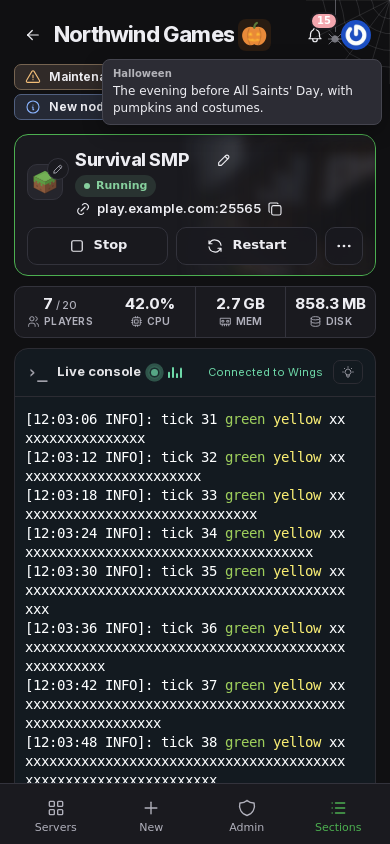 Northwind Games
15
Maintena
New nod
Halloween
The evening before All Saints' Day, with
pumpkins and costumes.
Survival SMP
Running
play.example.com:25565
Stop
Restart
7 / 20
PLAYERS
42.0%
CPU
2.7 GB
MEM
858.3 MB
DISK
Live console
Connected to Wings
[12:03:06 INFO]: tick 31 green yellow xx
xxxxxxxxxxxxxxx
[12:03:12 INFO]: tick 32 green yellow xx
xxxxxxxxxxxxxxxxxxxxxx
[12:03:18 INFO]: tick 33 green yellow xx
xxxxxxxxxxxxxxxxxxxxxxxxxxxxx
[12:03:24 INFO]: tick 34 green yellow xx
xxxxxxxxxxxxxxxxxxxxxxxxxxxxxxxxxxxx
[12:03:30 INFO]: tick 35 green yellow xx
xxxxxxxxxxxxxxxxxxxxxxxxxxxxxxxxxxxxxxxx
xxx
[12:03:36 INFO]: tick 36 green yellow xx
xxxxxxxxxxxxxxxxxxxxxxxxxxxxxxxxxxxxxxxx
xxxxxxxxxx
[12:03:42 INFO]: tick 37 green yellow xx
xxxxxxxxxxxxxxxxxxxxxxxxxxxxxxxxxxxxxxxx
xxxxxxxxxxxxxxxxx
[12:03:48 INFO]: tick 38 green yellow xx
xxxxxxxxxxxxxxxxxxxxxxxxxxxxxxxxxxxxxxxx
xxxxxxxxxxxxxxxxxxxxxxxx
Servers
New
Admin
Sections